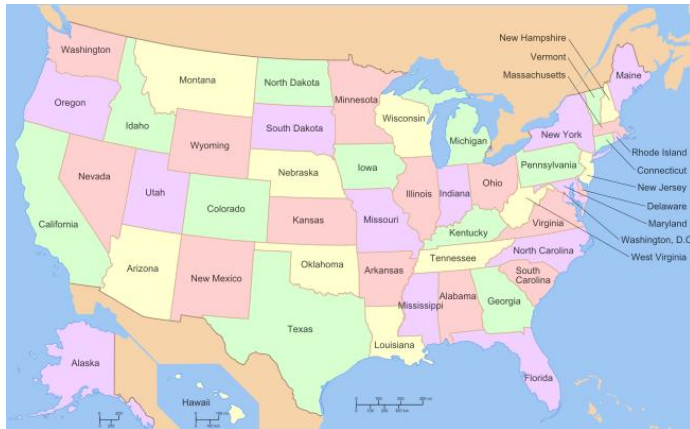 New Hampshire
Vermont
Massachusetts
Washington
Montana
North Dakota
Minnesota
Maine
Oregon
Idaho
Wisconsin
South Dakota
Michigan
New York
Wyoming
Rhode Island
Connecticut
Iowa
Pennsylvania
Nebraska
New Jersey
Nevada
Utah
Illinois
Indiana
Ohio
Delaware
Colorado
Maryland
California
Kansas
Missouri
Virginia
Kentucky
Washington, D.C
West Virginia
Arizona
Oklahoma
Tennessee
North Carolina
New Mexico
Arkansas
South
Carolina
Mississippi
Alabama
Georgia
Texas
Louisiana
Alaska
Florida
Hawaii